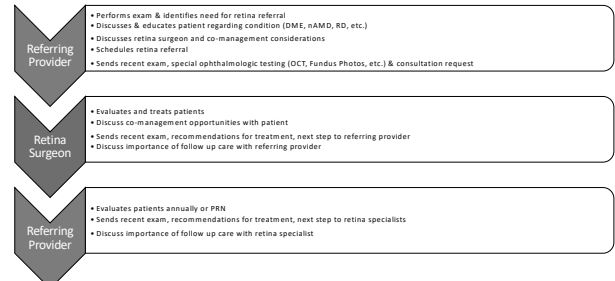 Referring
Provider
• Performs exam & identifies need for retina referral
• Discusses & educates patient regarding condition (DME, nAMD, RD, etc.)
• Discusses retina surgeon and co-management considerations
• Schedules retina referral
• Sends recent exam, special ophthalmologic testing (OCT, Fundus Photos, etc.) & consultation request
Retina
Surgeon
• Evaluates and treats patients
• Discuss co-management opportunities with patient
• Sends recent exam, recommendations for treatment, next step to referring provider
• Discuss importance of follow up care with referring provider
Referring
Provider
• Evaluates patients annually or PRN
• Sends recent exam, recommendations for treatment, next step to retina specialists
• Discuss importance of follow up care with retina specialist